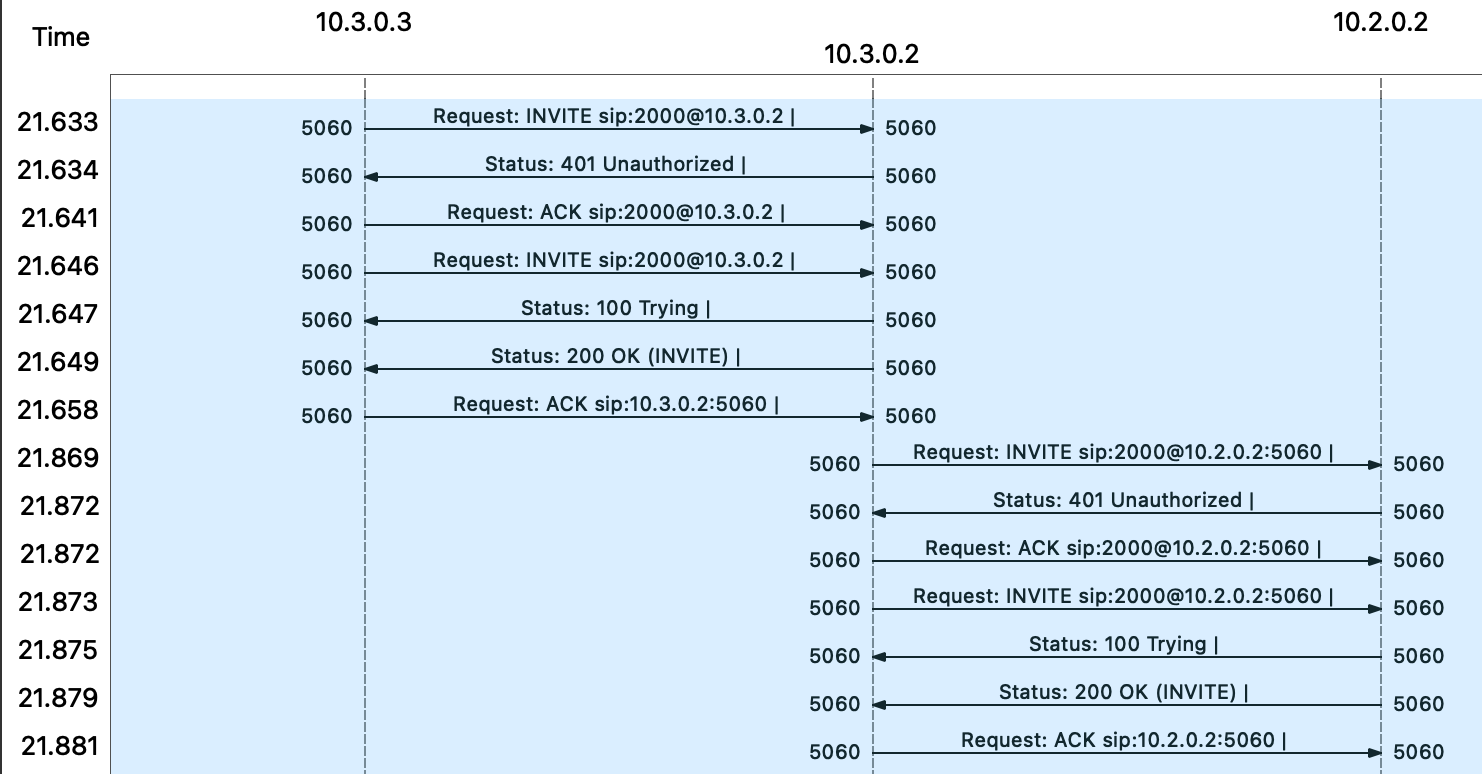 Time 10.3.0.3 10.3.0.2 10.2.0.2
21.633 5060 Request: INVITE sip:2000@10.3.0.2 | 5060
21.634 5060 Status: 401 Unauthorized | 5060
21.641 5060 Request: ACK sip:2000@10.3.0.2 | 5060
21.646 5060 Request: INVITE sip:2000@10.3.0.2 | 5060
21.647 5060 Status: 100 Trying | 5060
21.649 5060 Status: 200 OK (INVITE) | 5060
21.658 5060 Request: ACK sip:10.3.0.2:5060 | 5060
21.869 5060 Request: INVITE sip:2000@10.2.0.2:5060 | 5060
21.872 5060 Status: 401 Unauthorized | 5060
21.872 5060 Request: ACK sip:2000@10.2.0.2:5060 | 5060
21.873 5060 Request: INVITE sip:2000@10.2.0.2:5060 | 5060
21.875 5060 Status: 100 Trying | 5060
21.879 5060 Status: 200 OK (INVITE) | 5060
21.881 5060 Request: ACK sip:10.2.0.2:5060 | 5060